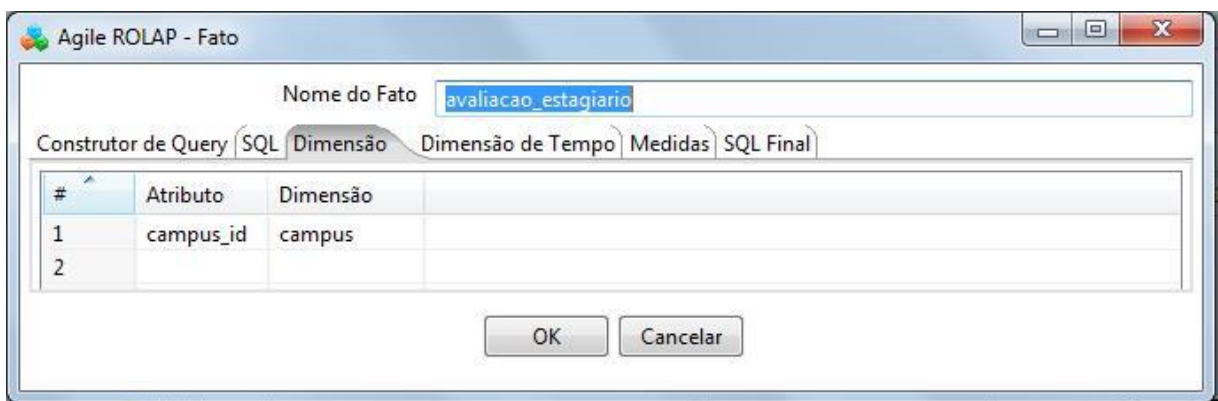 Agile ROLAP - Fato
Nome do Fato avaliacao_estagiario
Construtor de Query SQL Dimensão Dimensão de Tempo Medidas SQL Final
# Atributo Dimensão
1 campus_id campus
2
OK Cancelar